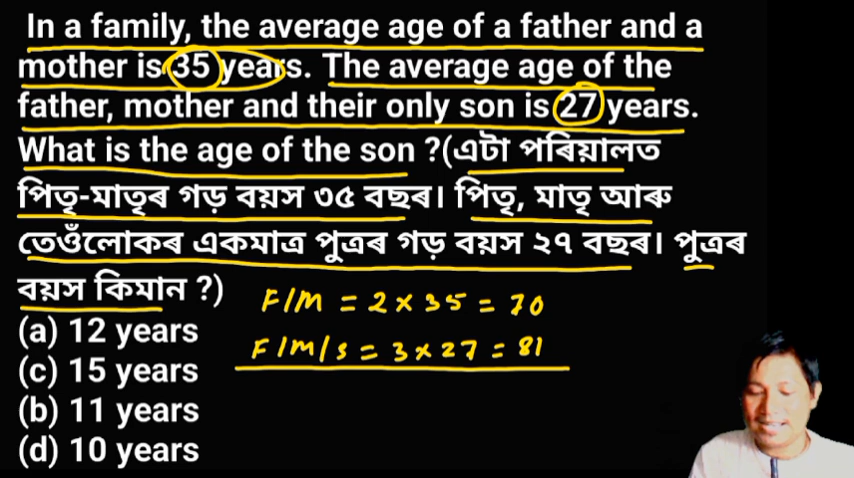 In a family, the average age of a father and a
mother is 35 years. The average age of the
father, mother and their only son is 27 years.
What is the age of the son ?(এটা পৰিয়ালত
পিতৃ-মাতৃৰ গড় বয়স ৩৫ বছৰ। পিতৃ, মাতৃ আৰু
তেওঁলোকৰ একমাত্ৰ পুত্ৰৰ গড় বয়স ২৭ বছৰ। পুত্ৰৰ
বয়স কিমান ?)
F/M = 2 × 35 = 70
(a) 12 years
F/M/s = 3 × 27 = 81
(c) 15 years
(b) 11 years
(d) 10 years